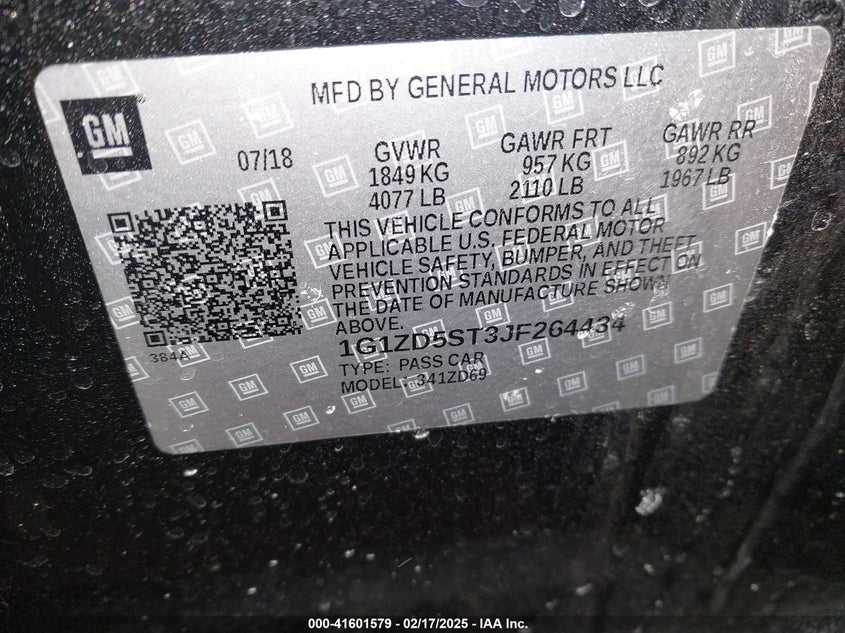 MFD BY GENERAL MOTORS LLC
GM
07/18
GVWR
1849 KG
4077 LB
GAWR FRT
957 KG
2110 LB
GAWR RR
892 KG
1967 LB
THIS VEHICLE CONFORMS TO ALL
APPLICABLE U.S. FEDERAL MOTOR
VEHICLE SAFETY, BUMPER, AND THEFT
PREVENTION STANDARDS IN EFFECT ON
THE DATE OF MANUFACTURE SHOWN
ABOVE.
384A
1G1ZD5ST3JF264434
TYPE: PASS CAR
MODEL: 341ZD69
000-41601579 — 02/17/2025 — IAA Inc.